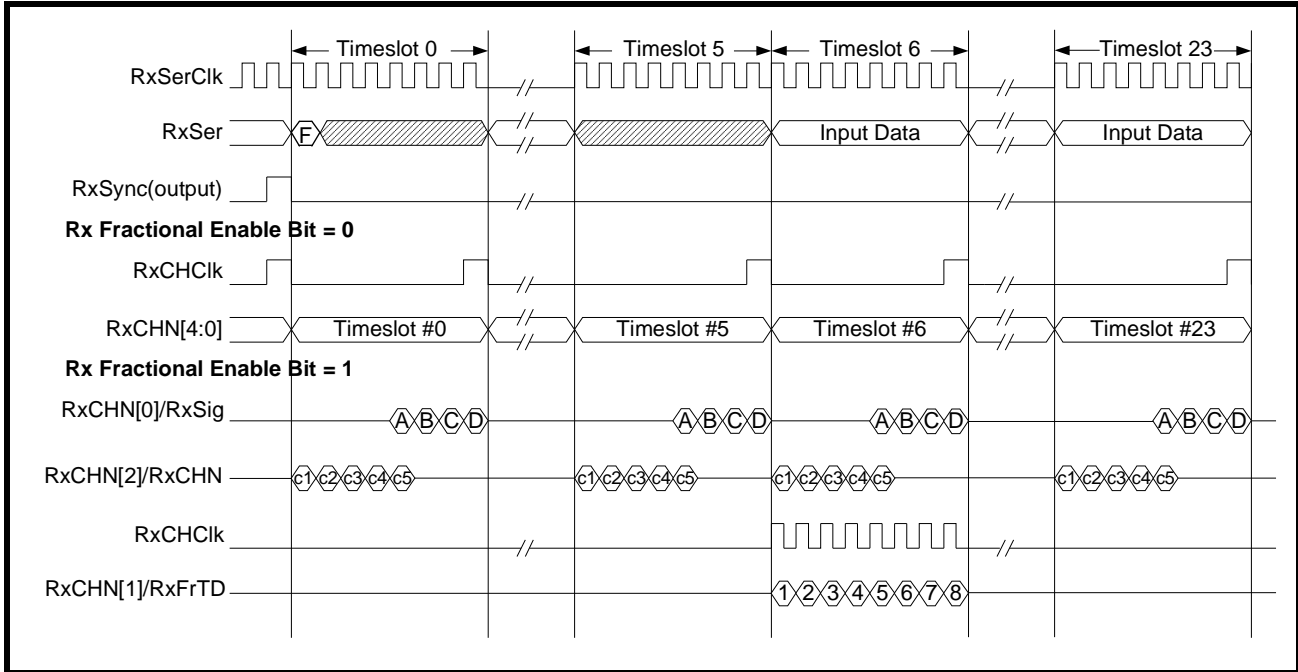 Timeslot 0 Timeslot 5 Timeslot 6 Timeslot 23
RxSerClk
RxSer F Input Data Input Data
RxSync(output)
Rx Fractional Enable Bit = 0
RxCHClk
RxCHN[4:0] Timeslot #0 Timeslot #5 Timeslot #6 Timeslot #23
Rx Fractional Enable Bit = 1
RxCHN[0]/RxSig A B C D A B C D A B C D A B C D
RxCHN[2]/RxCHN c1 c2 c3 c4 c5 c1 c2 c3 c4 c5 c1 c2 c3 c4 c5 c1 c2 c3 c4 c5
RxCHClk
RxCHN[1]/RxFrTD 1 2 3 4 5 6 7 8